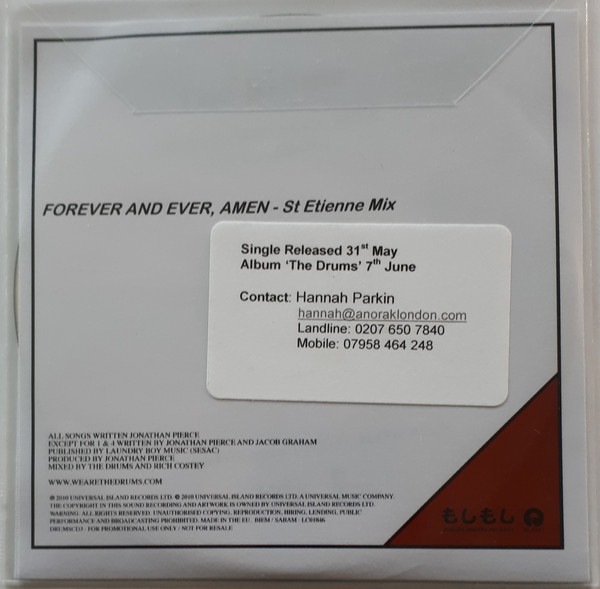 FOREVER AND EVER, AMEN - St Etienne Mix
Single Released 31st May
Album 'The Drums' 7th June
Contact: Hannah Parkin
hannah@anoraklondon.com
Landline: 0207 650 7840
Mobile: 07958 464 248
ALL SONGS WRITTEN JONATHAN PIERCE
EXCEPT FOR 1 & 4 WRITTEN BY JONATHAN PIERCE AND JACOB GRAHAM
PUBLISHED BY LAUNDRY BOY MUSIC (SESAC)
PRODUCED BY JONATHAN PIERCE
MIXED BY THE DRUMS AND RICH COSTEY
WWW.WEARETHEDRUMS.COM
℗ 2010 UNIVERSAL ISLAND RECORDS LTD. © 2010 UNIVERSAL ISLAND RECORDS LTD. A UNIVERSAL MUSIC COMPANY.
THE COPYRIGHT IN THIS SOUND RECORDING AND ARTWORK IS OWNED BY UNIVERSAL ISLAND RECORDS LTD.
WARNING. ALL RIGHTS RESERVED. UNAUTHORISED COPYING, REPRODUCTION, HIRING, LENDING, PUBLIC
PERFORMANCE AND BROADCASTING PROHIBITED. MADE IN THE EU. BIEM / SABAM - LC01846
DRUMSCD3 - FOR PROMOTIONAL USE ONLY / NOT FOR RESALE
もしもし